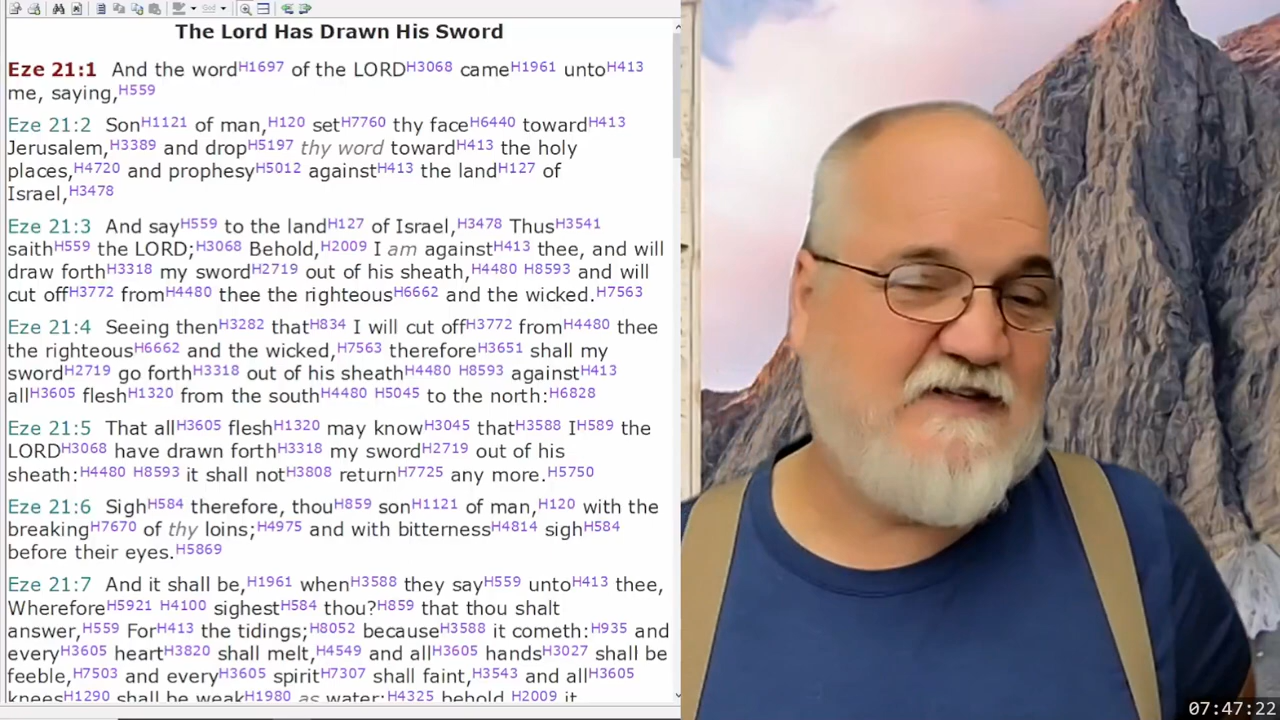 The Lord Has Drawn His Sword
Eze 21:1 And the wordH1697 of the LORDH3068 cameH1961 untoH413
me, saying,H559
Eze 21:2 SonH1121 of man,H120 setH7760 thy faceH6440 towardH413
Jerusalem,H3389 and dropH5197 thy word towardH413 the holy
places,H4720 and prophesyH5012 againstH413 the landH127 of
Israel,H3478
Eze 21:3 And sayH559 to the landH127 of Israel,H3478 ThusH3541
saithH559 the LORD;H3068 Behold,H2009 I am againstH413 thee, and will
draw forthH3318 my swordH2719 out of his sheath,H4480 H8593 and will
cut offH3772 fromH4480 thee the righteousH6662 and the wicked.H7563
Eze 21:4 Seeing thenH3282 thatH834 I will cut offH3772 fromH4480 thee
the righteousH6662 and the wicked,H7563 thereforeH3651 shall my
swordH2719 go forthH3318 out of his sheathH4480 H8593 againstH413
allH3605 fleshH1320 from the southH4480 H5045 to the north:H6828
Eze 21:5 That allH3605 fleshH1320 may knowH3045 thatH3588 IH589 the
LORDH3068 have drawn forthH3318 my swordH2719 out of his
sheath:H4480 H8593 it shall notH3808 returnH7725 any more.H5750
Eze 21:6 SighH584 therefore, thouH859 sonH1121 of man,H120 with the
breakingH7670 of thy loins;H4975 and with bitternessH4814 sighH584
before their eyes.H5869
Eze 21:7 And it shall be,H1961 whenH3588 they sayH559 untoH413 thee,
WhereforeH5921 H4100 sighestH584 thou?H859 that thou shalt
answer,H559 ForH413 the tidings;H8052 becauseH3588 it cometh:H935 and
everyH3605 heartH3820 shall melt,H4549 and allH3605 handsH3027 shall be
feeble,H7503 and everyH3605 spiritH7307 shall faint,H3543 and allH3605
kneesH1290 shall be weakH1980 as water:H4325 behold,H2009 it
07:47:22